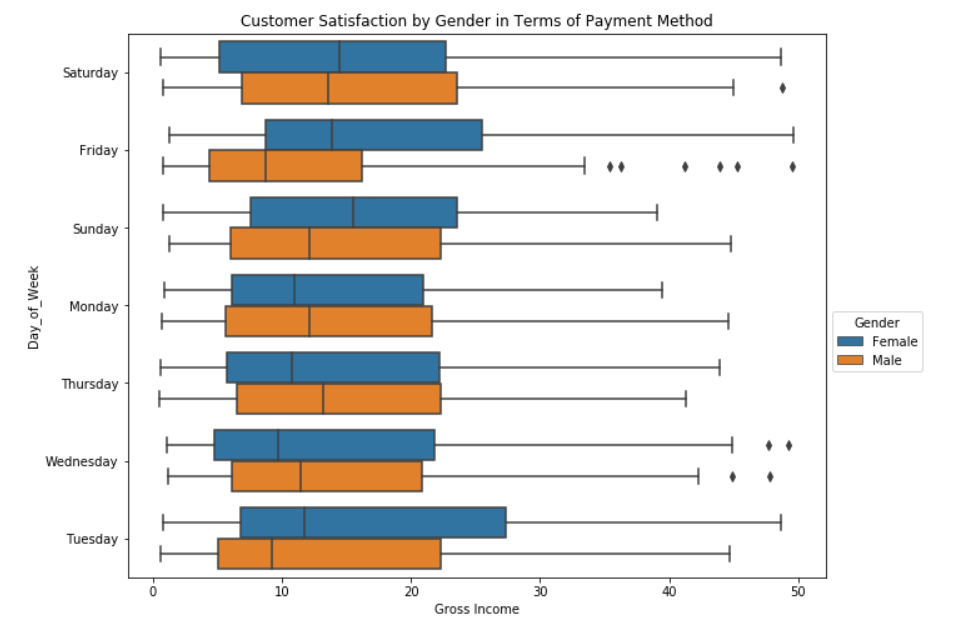 Customer Satisfaction by Gender in Terms of Payment Method
Saturday
Friday
Sunday
Monday
Thursday
Wednesday
Tuesday
Day_of_Week
0 10 20 30 40 50
Gross Income
Gender
Female
Male